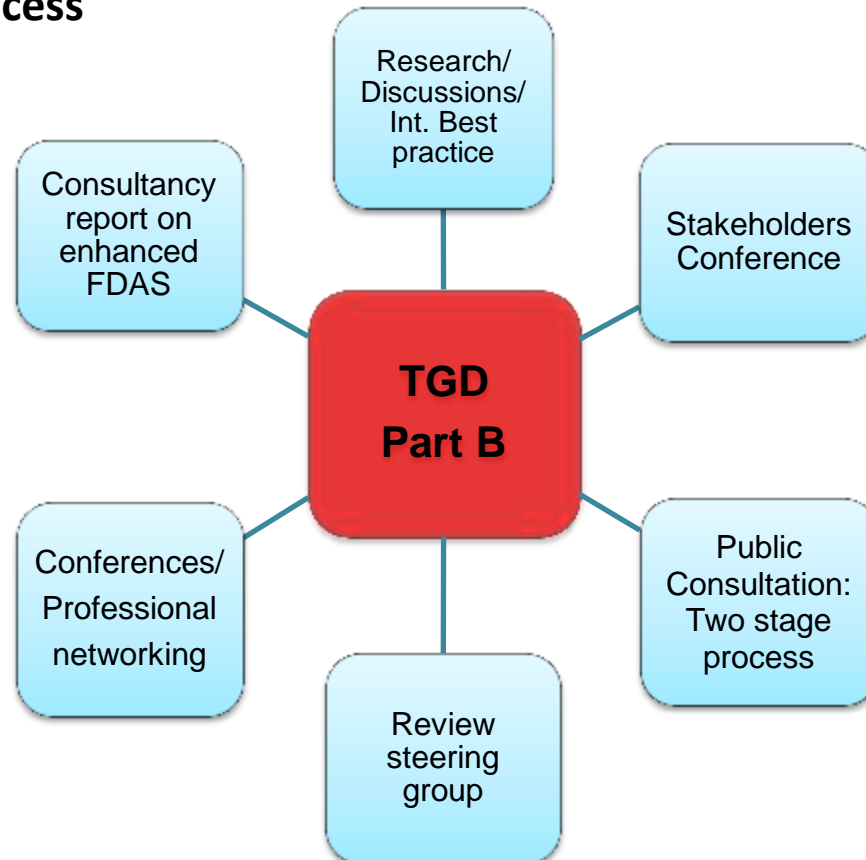 cess
Research/
Discussions/
Int. Best
practice
Consultancy
report on
enhanced
FDAS
Stakeholders
Conference
TGD
Part B
Conferences/
Professional
networking
Public
Consultation:
Two stage
process
Review
steering
group